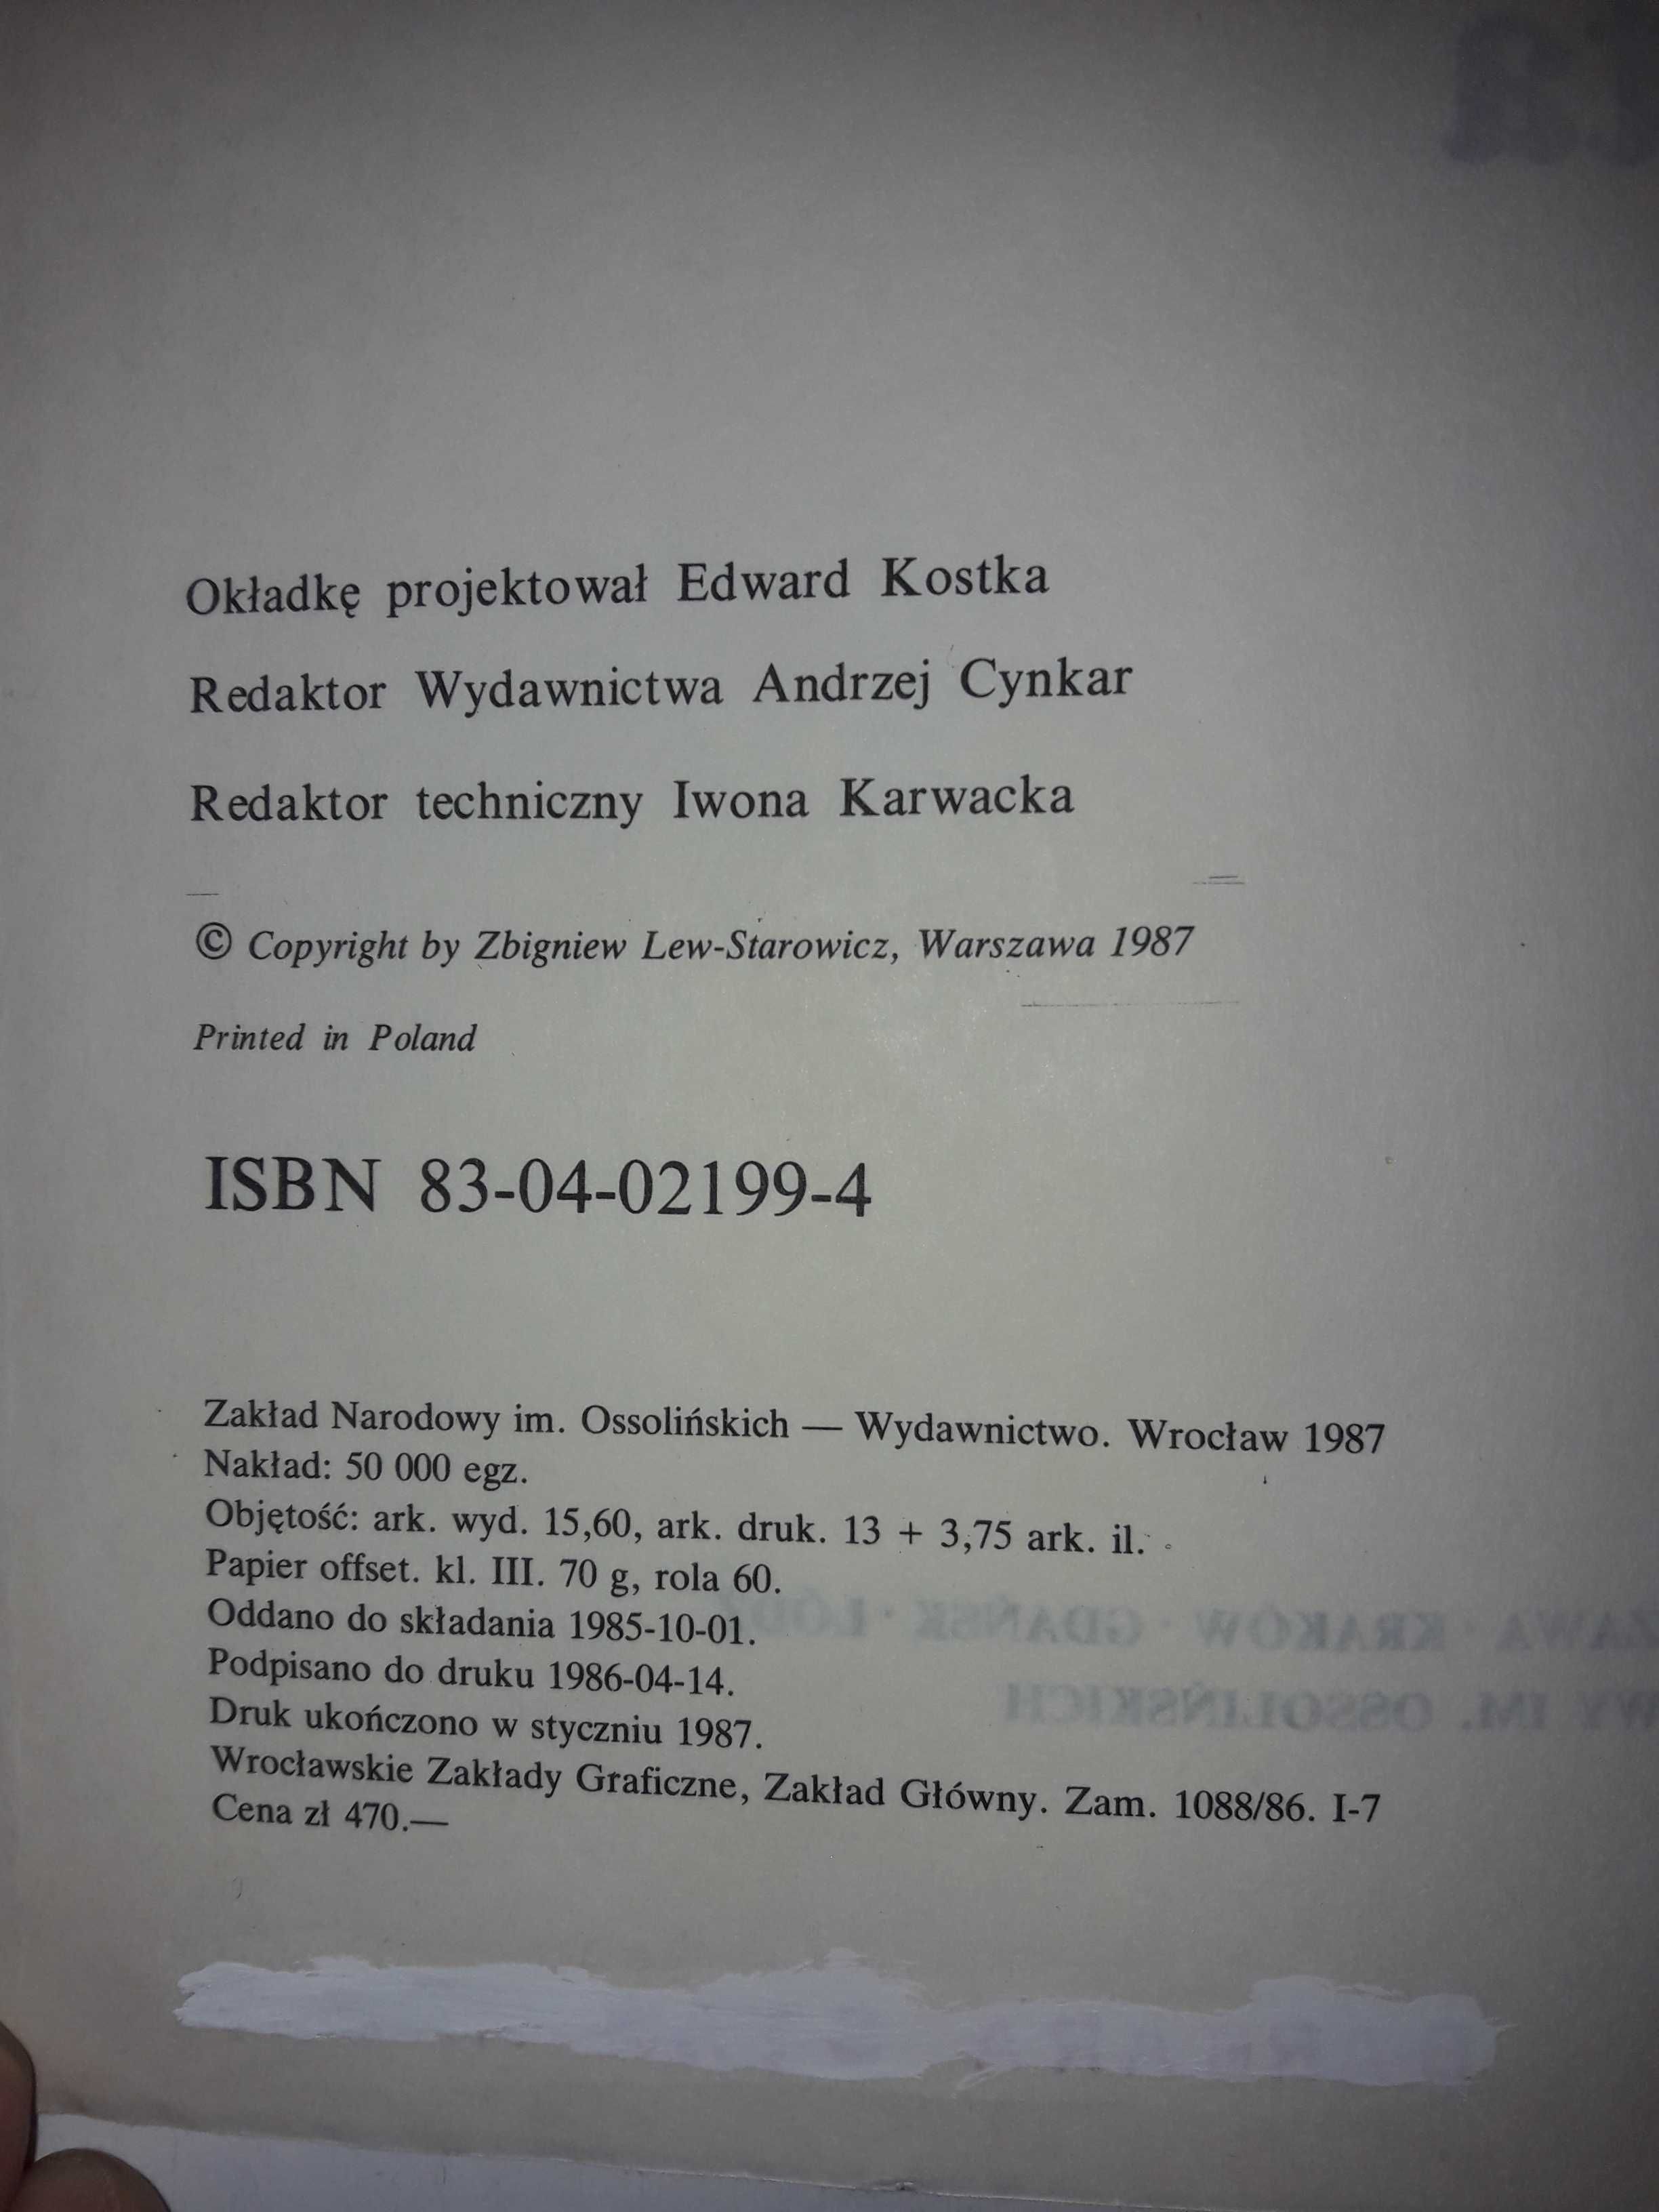 Okładkę projektował Edward Kostka
Redaktor Wydawnictwa Andrzej Cynkar
Redaktor techniczny Iwona Karwacka
© Copyright by Zbigniew Lew-Starowicz, Warszawa 1987
Printed in Poland
ISBN 83-04-02199-4
Zakład Narodowy im. Ossolińskich — Wydawnictwo. Wrocław 1987
Nakład: 50 000 egz.
Objętość: ark. wyd. 15,60, ark. druk. 13 + 3,75 ark. il.
Papier offset. kl. III. 70 g, rola 60.
Oddano do składania 1985-10-01.
Podpisano do druku 1986-04-14.
Druk ukończono w styczniu 1987.
Wrocławskie Zakłady Graficzne, Zakład Główny. Zam. 1088/86. I-7
Cena zł 470.—